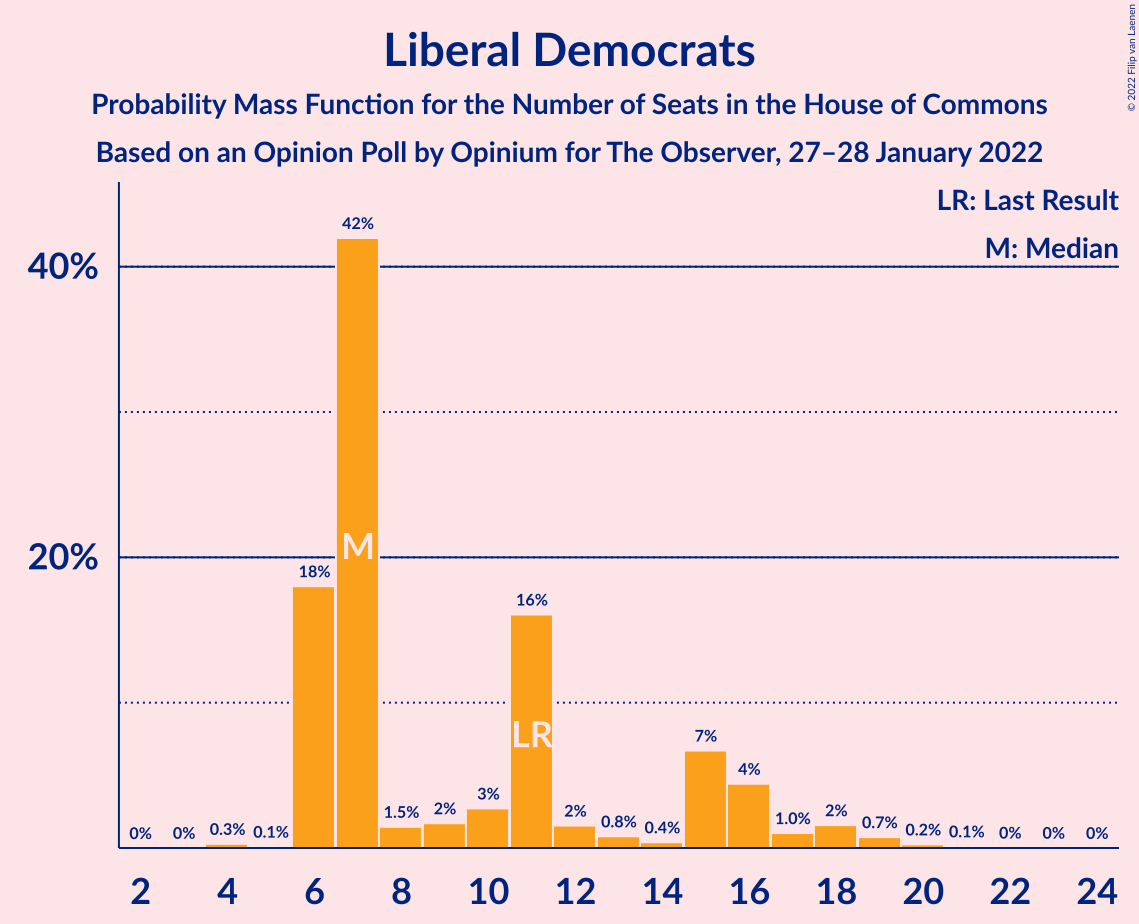 Liberal Democrats
Probability Mass Function for the Number of Seats in the House of Commons
Based on an Opinion Poll by Opinium for The Observer, 27–28 January 2022
© 2022 Filip van Laenen
LR: Last Result
M: Median
40%
20%
0%
0%
0.3%
0.1%
18%
42%
1.5%
2%
3%
16%
2%
0.8%
0.4%
7%
4%
1.0%
2%
0.7%
0.2%
0.1%
0%
0%
0%
M
LR
2 4 6 8 10 12 14 16 18 20 22 24